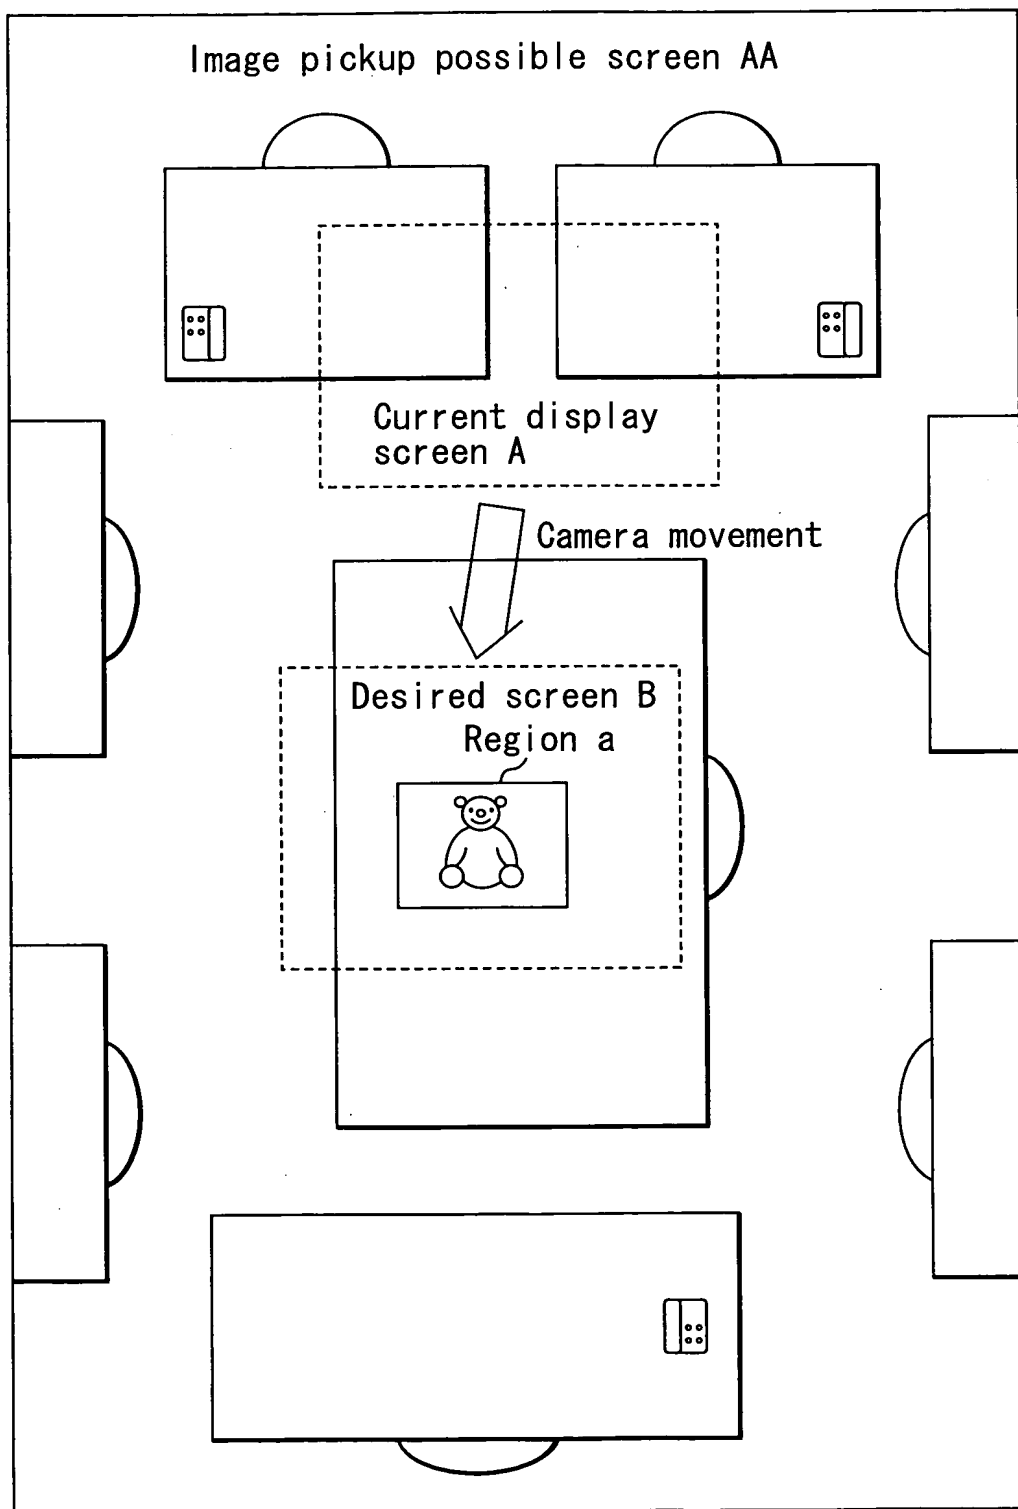 Image pickup possible screen AA
Current display
screen A
Camera movement
Desired screen B
Region a